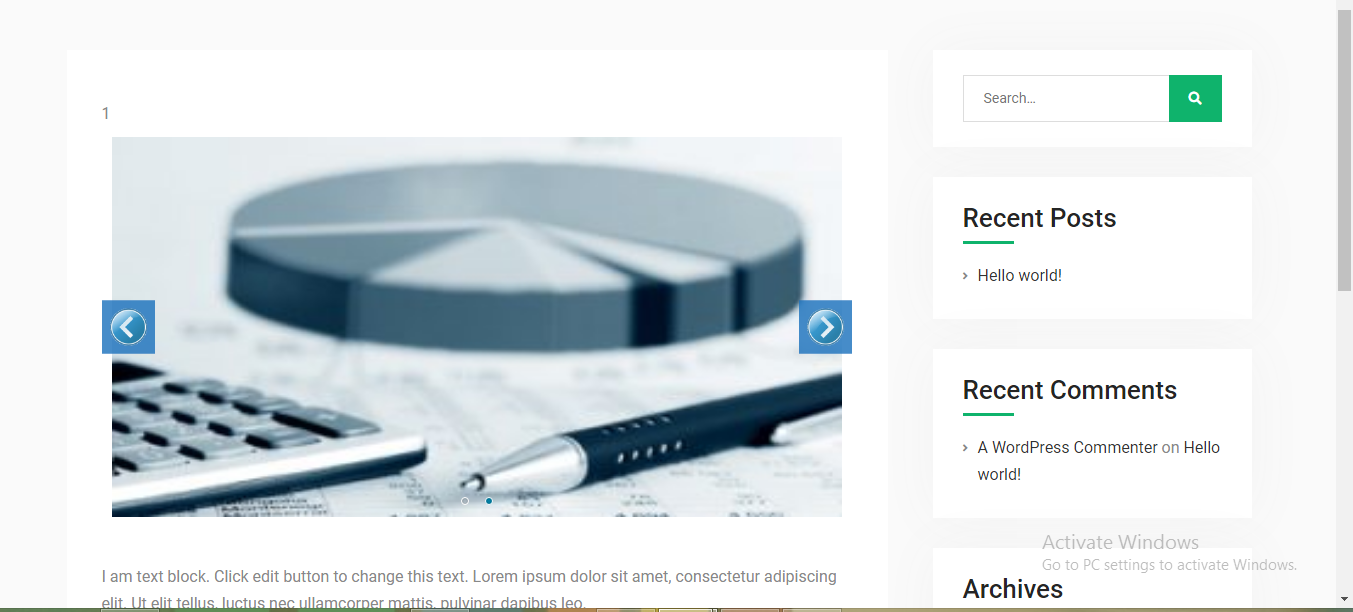 1
I am text block. Click edit button to change this text. Lorem ipsum dolor sit amet, consectetur adipiscing
elit. Ut elit tellus, luctus nec ullamcorper mattis, pulvinar dapibus leo.
Search...
Recent Posts
Hello world!
Recent Comments
A WordPress Commenter on Hello
world!
Archives
Activate Windows
Go to PC settings to activate Windows.